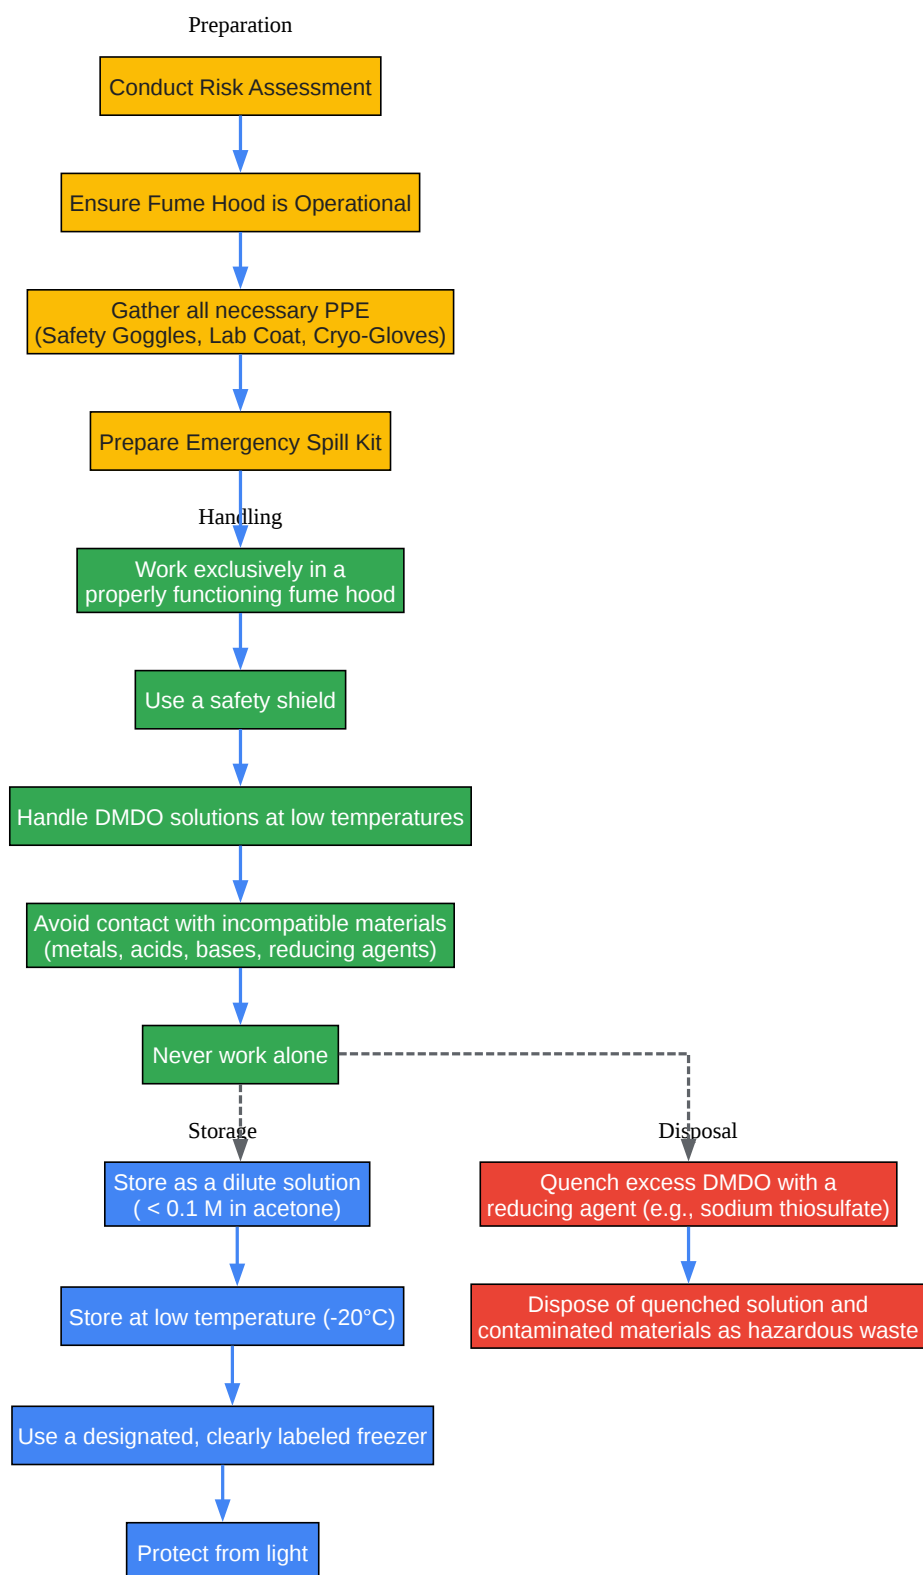 Preparation
Conduct Risk Assessment
Ensure Fume Hood is Operational
Gather all necessary PPE
(Safety Goggles, Lab Coat, Cryo-Gloves)
Prepare Emergency Spill Kit
Handling
Work exclusively in a
properly functioning fume hood
Use a safety shield
Handle DMDO solutions at low temperatures
Avoid contact with incompatible materials
(metals, acids, bases, reducing agents)
Never work alone
Storage
Store as a dilute solution
( < 0.1 M in acetone)
Store at low temperature (-20°C)
Use a designated, clearly labeled freezer
Protect from light
Disposal
Quench excess DMDO with a
reducing agent (e.g., sodium thiosulfate)
Dispose of quenched solution and
contaminated materials as hazardous waste